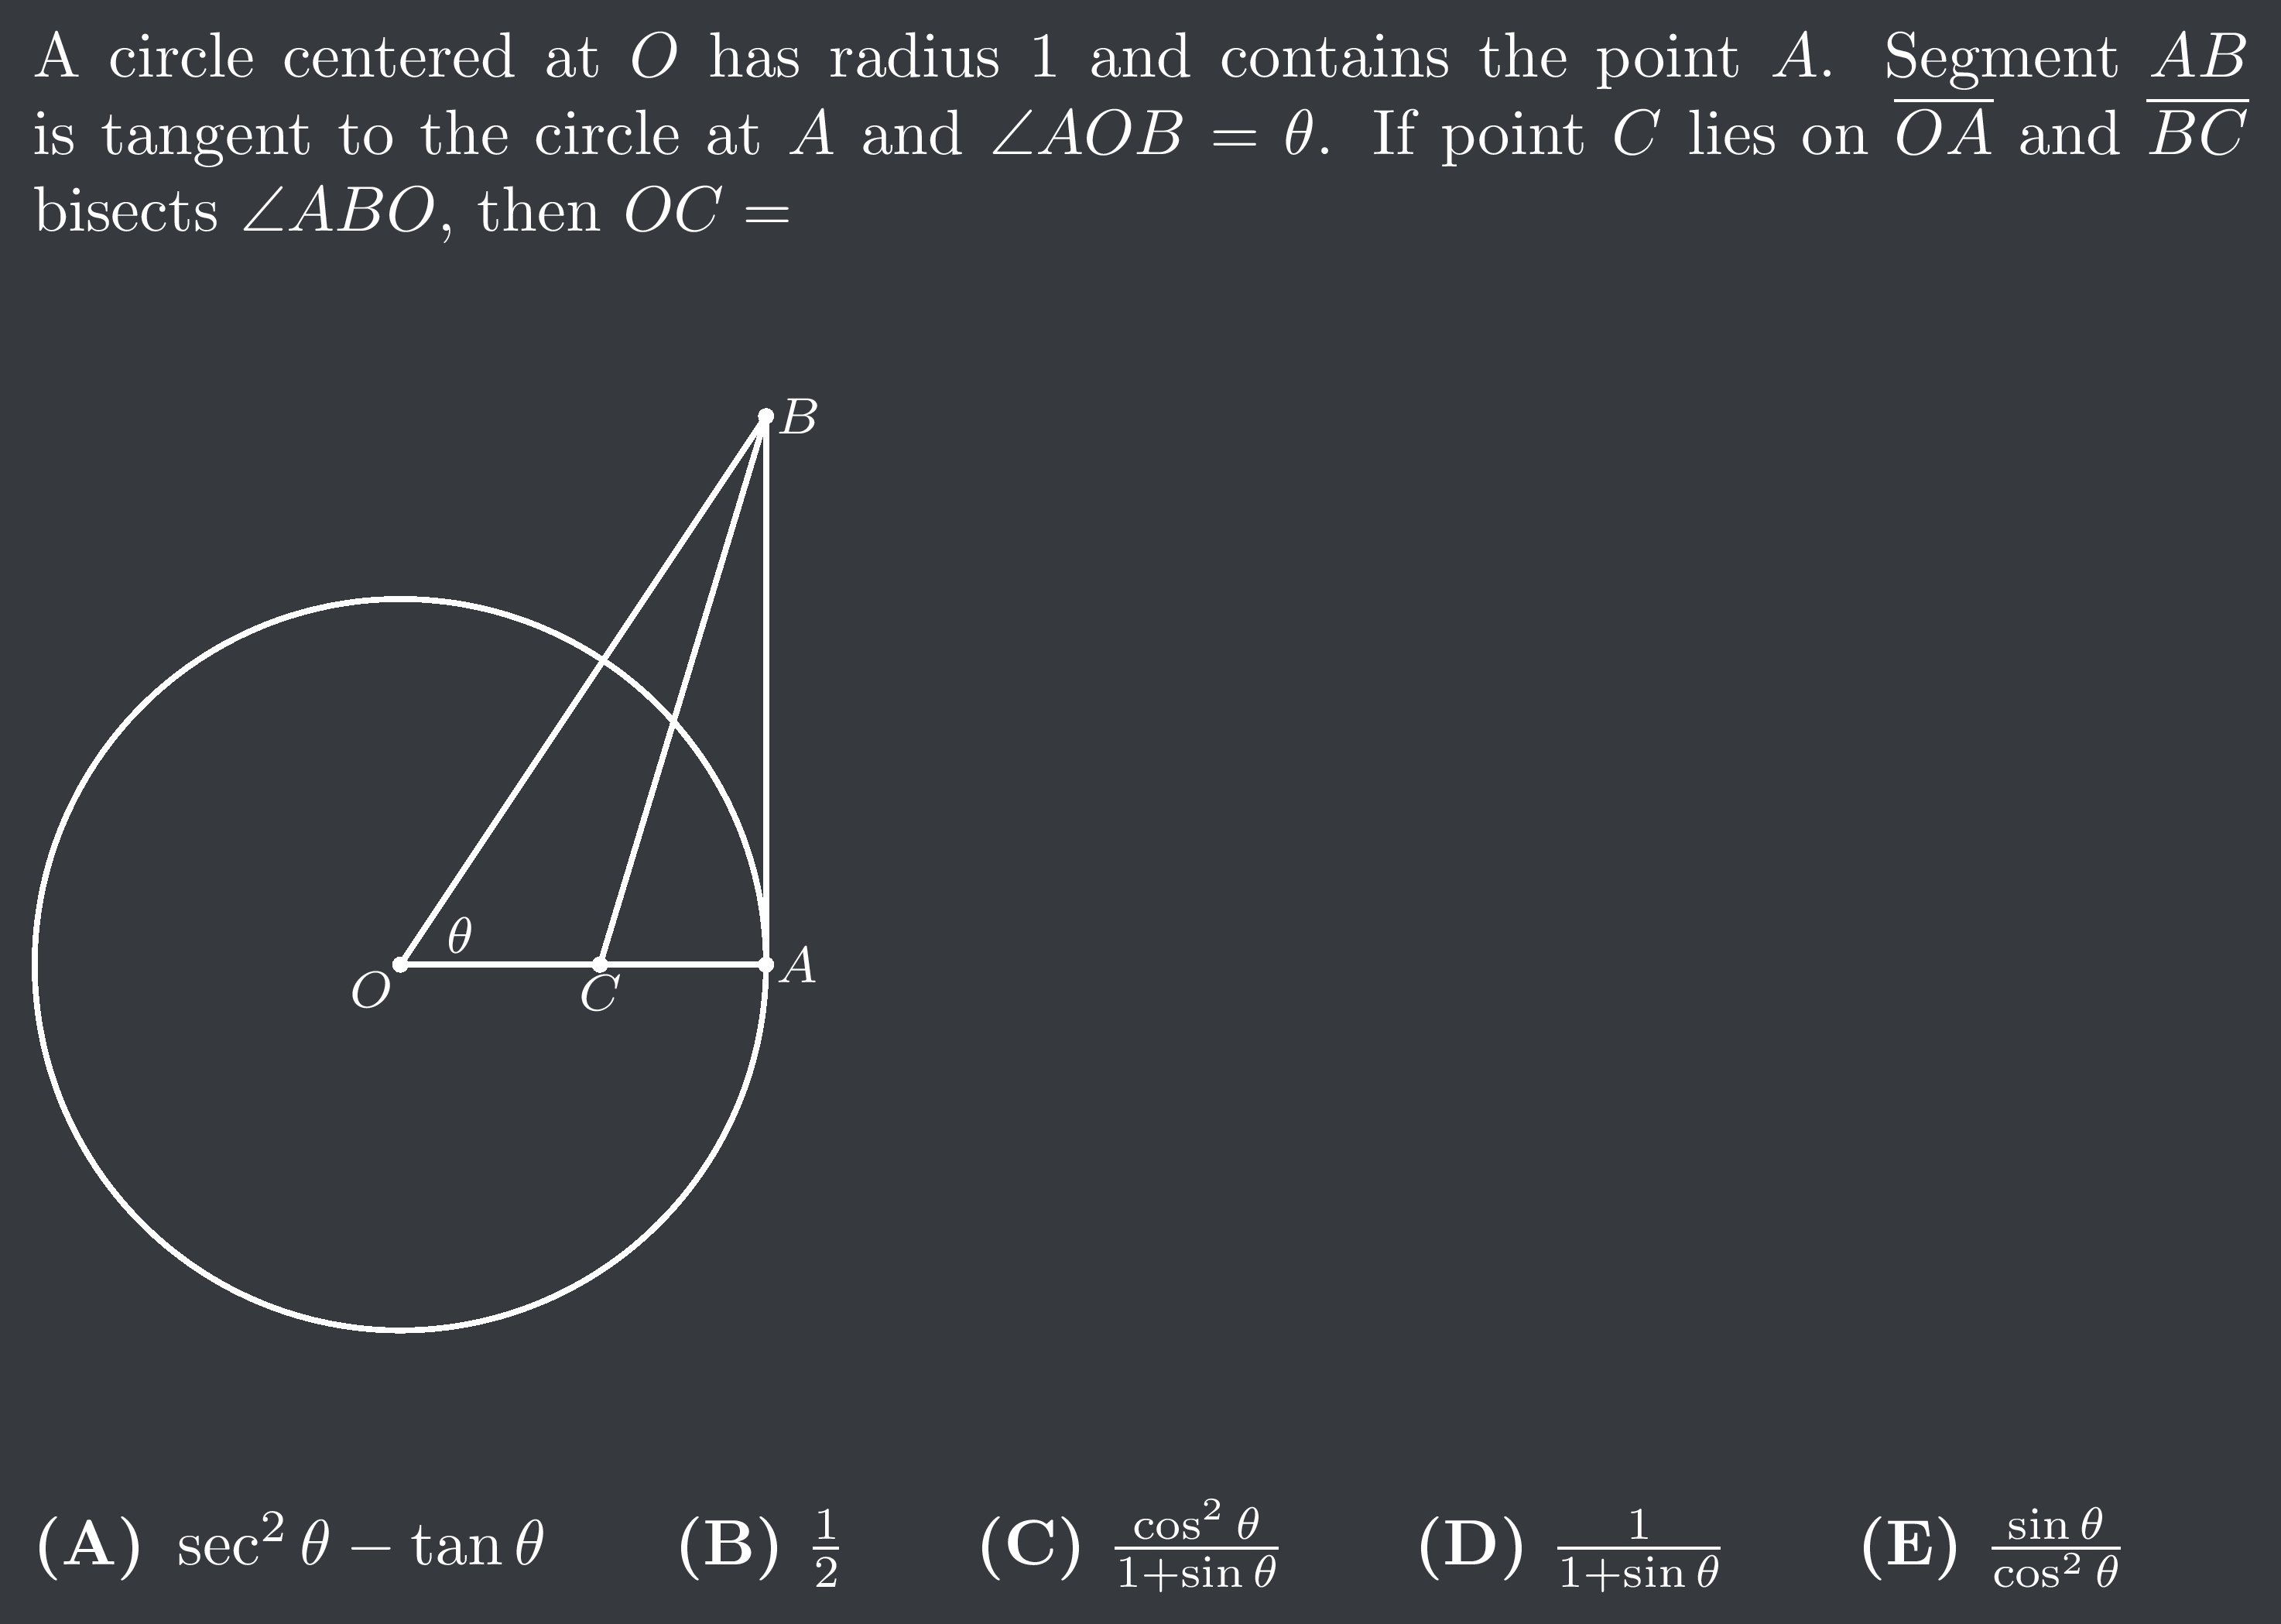 A circle centered at $O$ has radius 1 and contains the point $A$. Segment $AB$
is tangent to the circle at $A$ and $\angle AOB = \theta$. If point $C$ lies on $\overline{OA}$ and $\overline{BC}$
bisects $\angle ABO$, then $OC =$
B
θ
A
O
C
(A) $\sec^2 \theta - \tan \theta$ (B) $\frac{1}{2}$ (C) $\frac{\cos^2 \theta}{1+\sin \theta}$ (D) $\frac{1}{1+\sin \theta}$ (E) $\frac{\sin \theta}{\cos^2 \theta}$